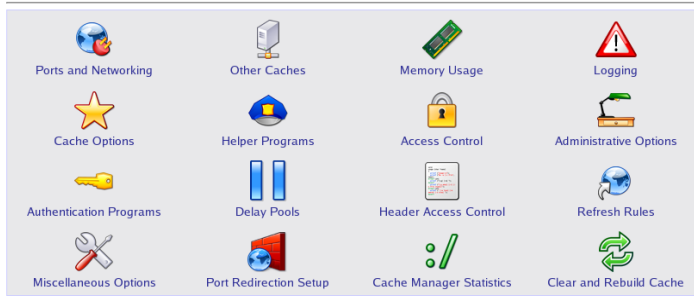 Ports and Networking
Other Caches
Memory Usage
Logging
Cache Options
Helper Programs
Access Control
Administrative Options
Authentication Programs
Delay Pools
Header Access Control
Refresh Rules
Miscellaneous Options
Port Redirection Setup
Cache Manager Statistics
Clear and Rebuild Cache